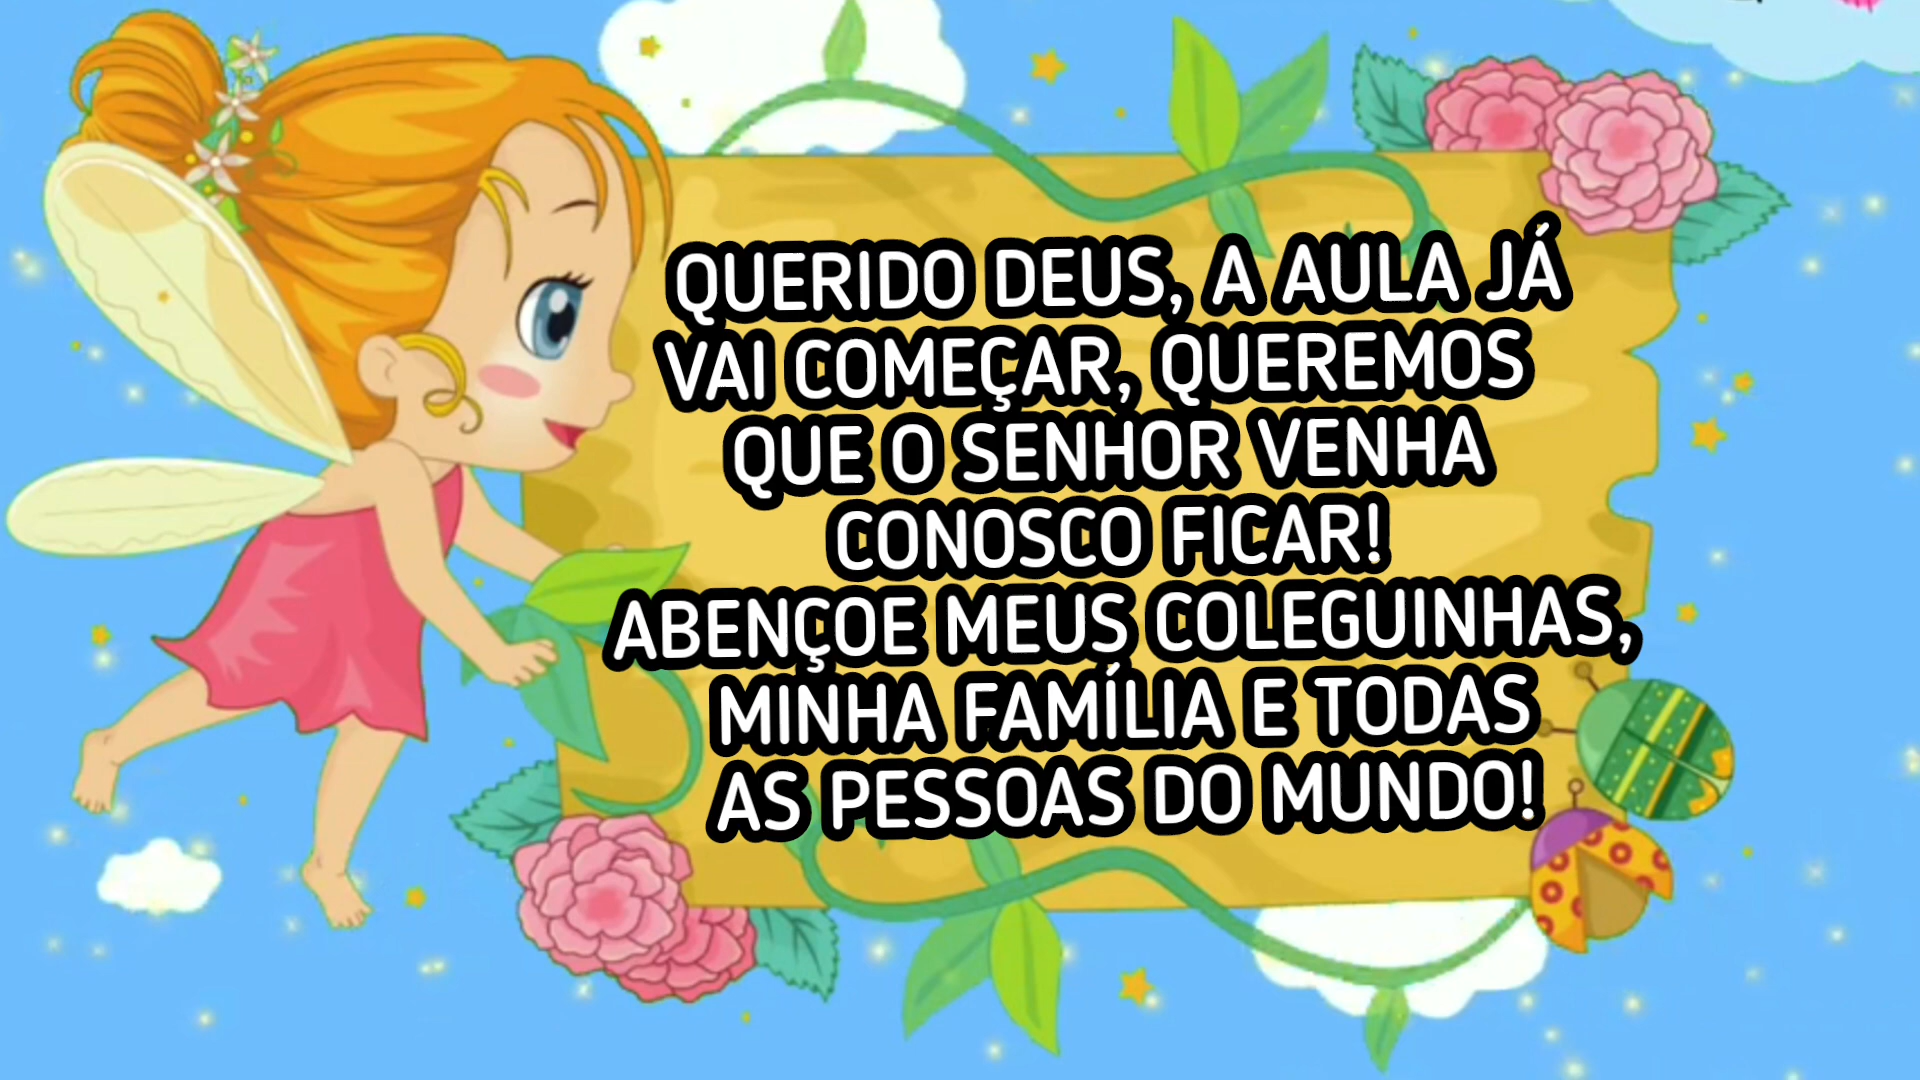 QUERIDO DEUS, A AULA JÁ
VAI COMEÇAR, QUEREMOS
QUE O SENHOR VENHA
CONOSCO FICAR!
ABENÇOE MEUS COLEGUINHAS,
MINHA FAMÍLIA E TODAS
AS PESSOAS DO MUNDO!